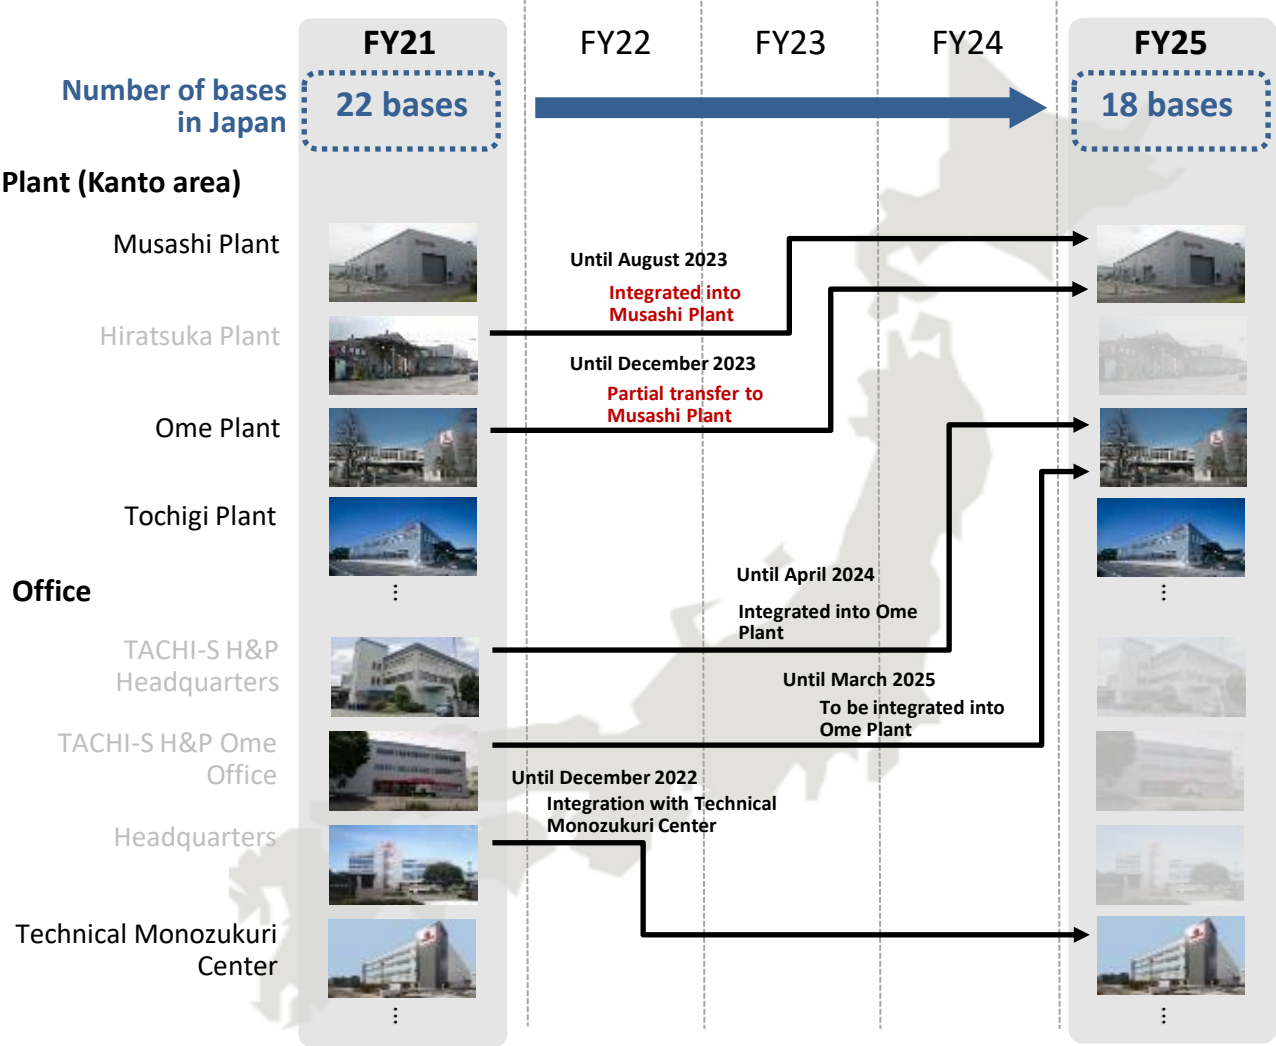 FY21
FY22
FY23
FY24
FY25
Number of bases
in Japan
22 bases
18 bases
Plant (Kanto area)
Musashi Plant
Until August 2023
Integrated into
Musashi Plant
Hiratsuka Plant
Until December 2023
Partial transfer to
Musashi Plant
Ome Plant
Tochigi Plant
⋮
⋮
Office
Until April 2024
Integrated into Ome
Plant
TACHI-S H&P
Headquarters
Until March 2025
To be integrated into
Ome Plant
TACHI-S H&P Ome
Office
Until December 2022
Integration with Technical
Monozukuri Center
Headquarters
Technical Monozukuri
Center
⋮
⋮